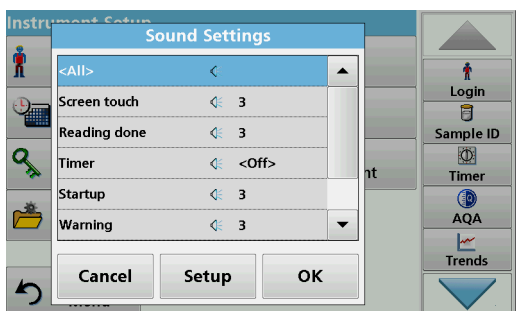 Instrument Setup
Sound Settings
<All> <
Screen touch 3
Reading done 3
Timer <Off>
Startup 3
Warning 3
Cancel Setup OK
Login
Sample ID
Timer
AQA
Trends